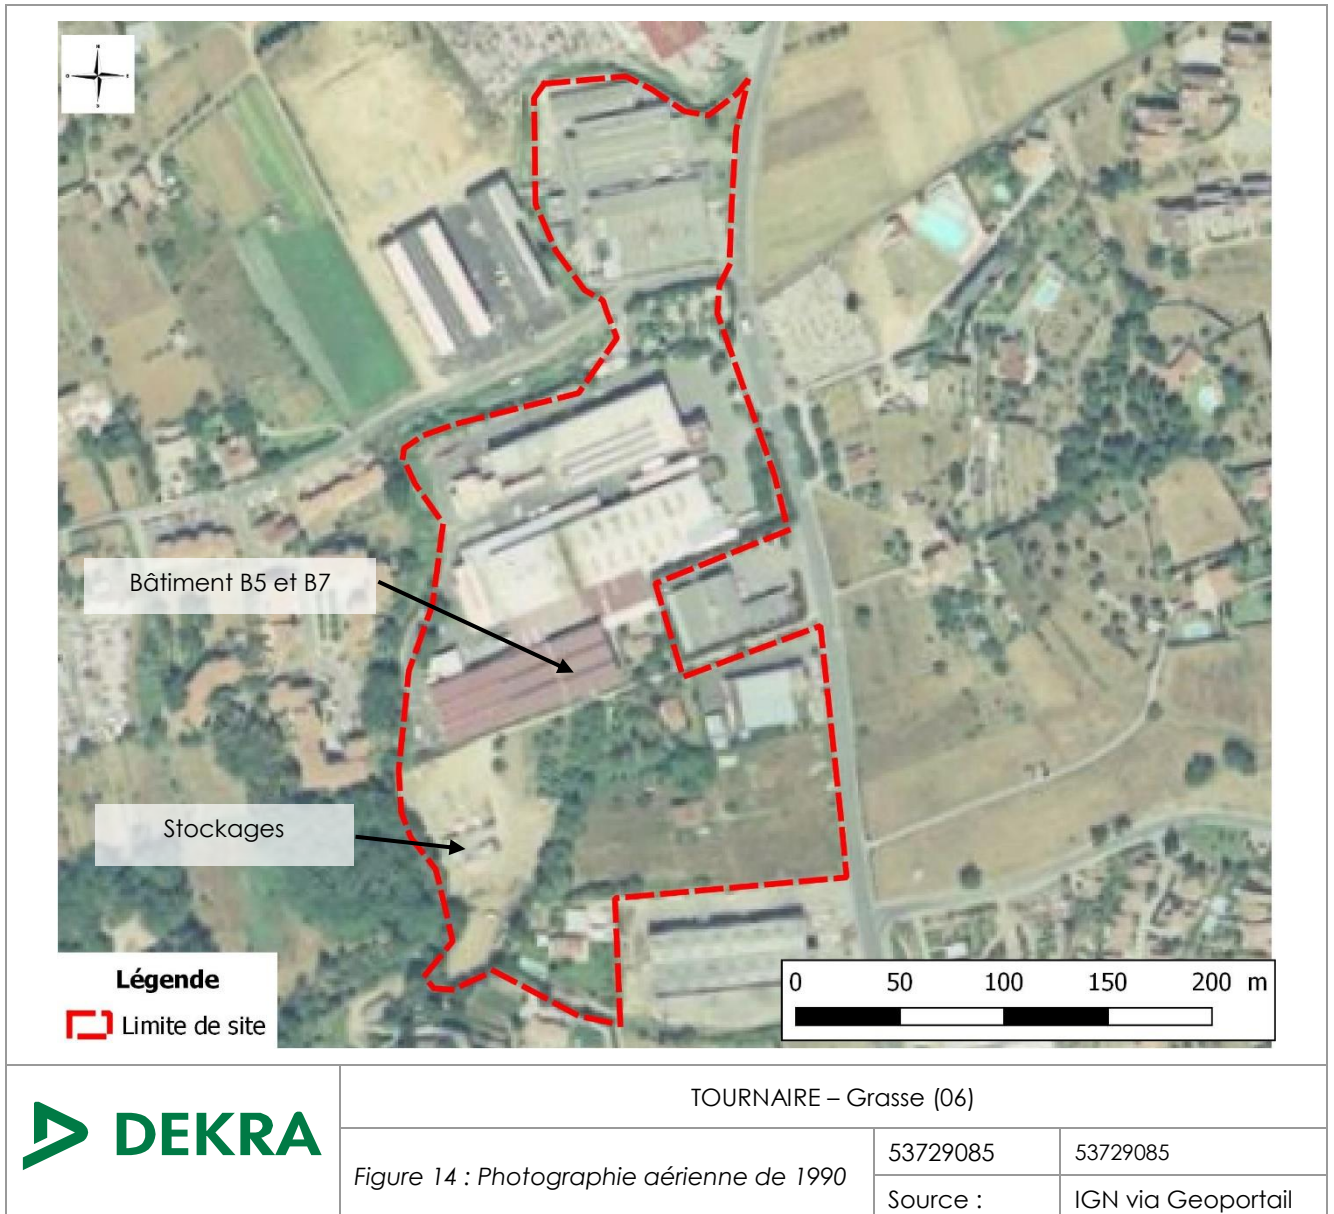 Bâtiment B5 et B7
Stockages
Légende
Limite de site
0 50 100 150 200 m
DEKRA
TOURNAIRE – Grasse (06)
Figure 14 : Photographie aérienne de 1990
53729085
53729085
Source :
IGN via Geoportail